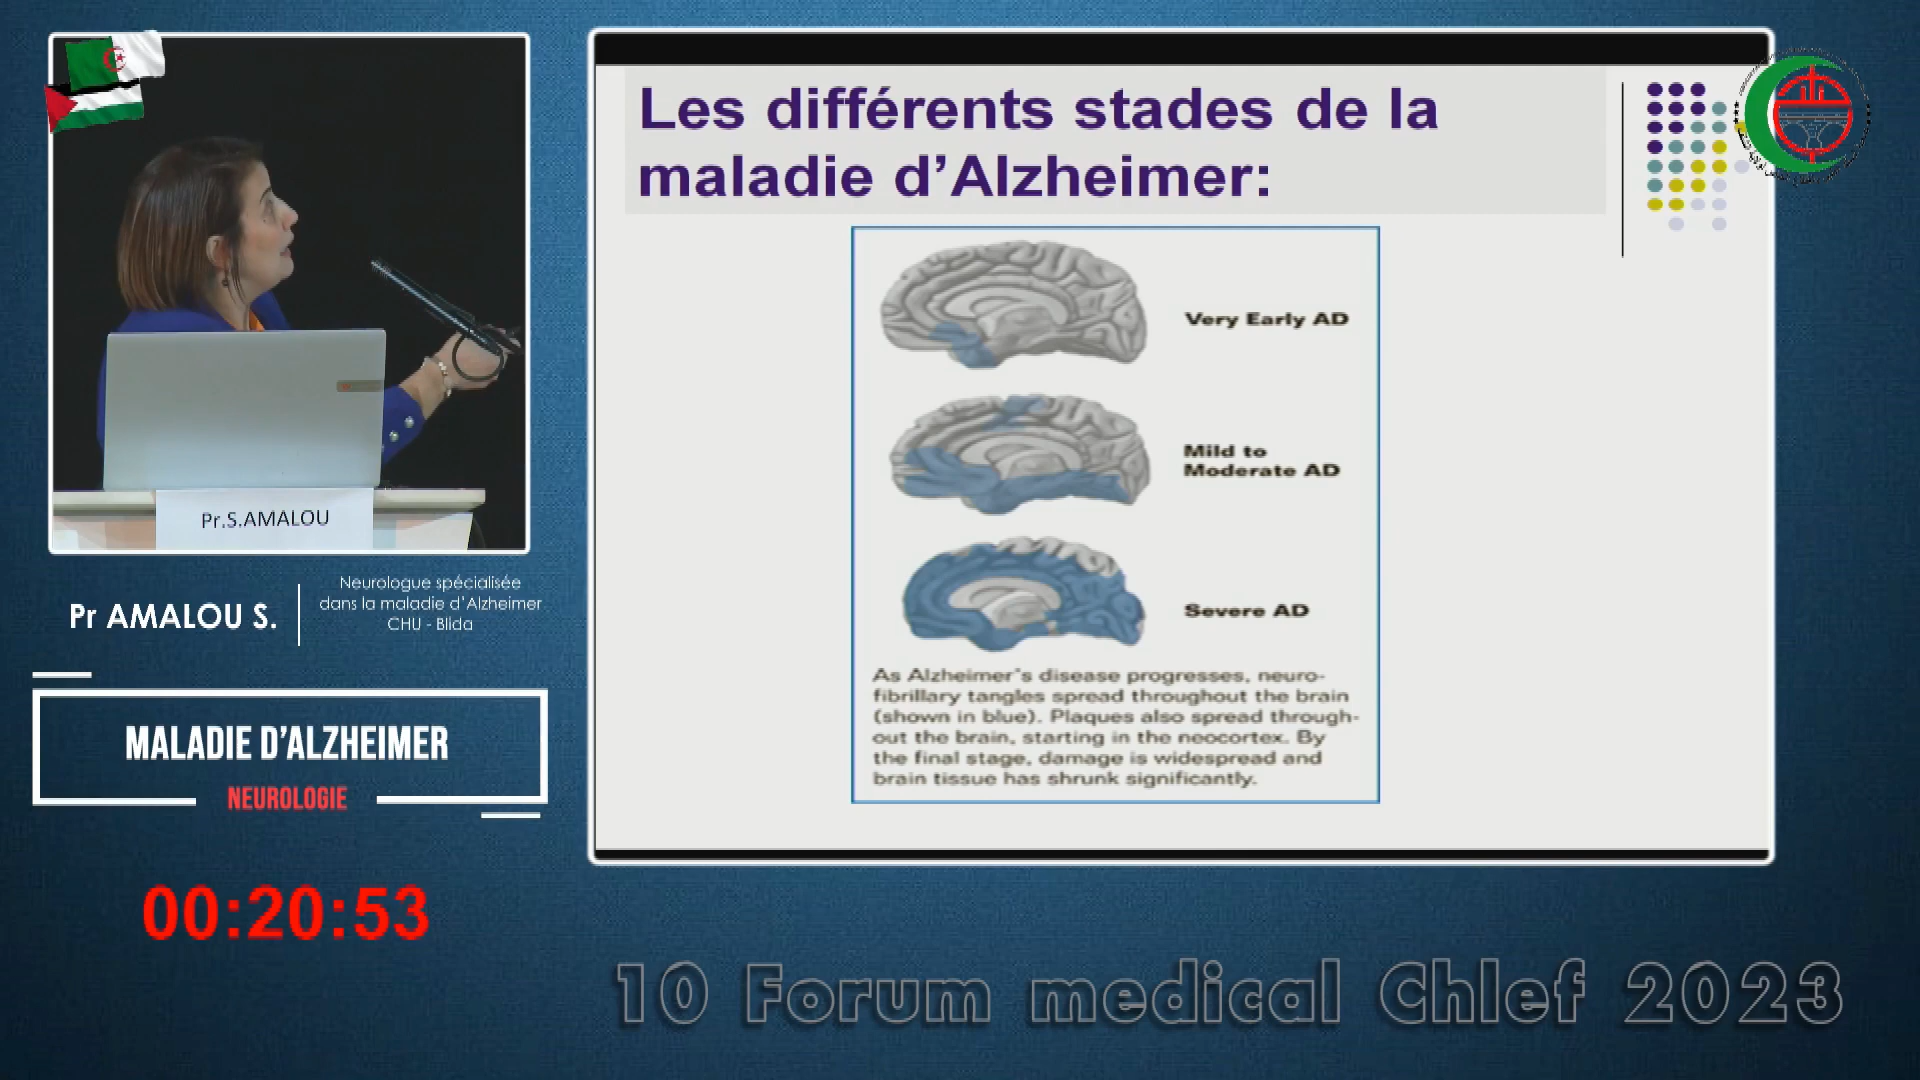 Les différents stades de la
maladie d'Alzheimer:
Very Early AD
Mild to
Moderate AD
Severe AD
As Alzheimer's disease progresses, neuro-
fibrillary tangles spread throughout the brain
(shown in blue). Plaques also spread through-
out the brain, starting in the neocortex. By
the final stage, damage is widespread and
brain tissue has shrunk significantly.
Pr.S.AMALOU
Pr AMALOU S.
Neurologue spécialisée
dans la maladie d'Alzheimer
CHU - Blida
MALADIE D'ALZHEIMER
NEUROLOGIE
00:20:53
10 Forum medical Chlef 2023